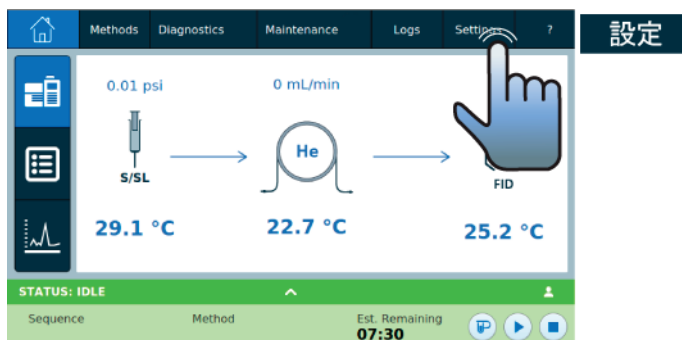 Methods Diagnostics Maintenance Logs Settings ?
設定
0.01 psi 0 mL/min
He
S/SL
FID
29.1 °C 22.7 °C 25.2 °C
STATUS: IDLE
Sequence Method Est. Remaining
07:30